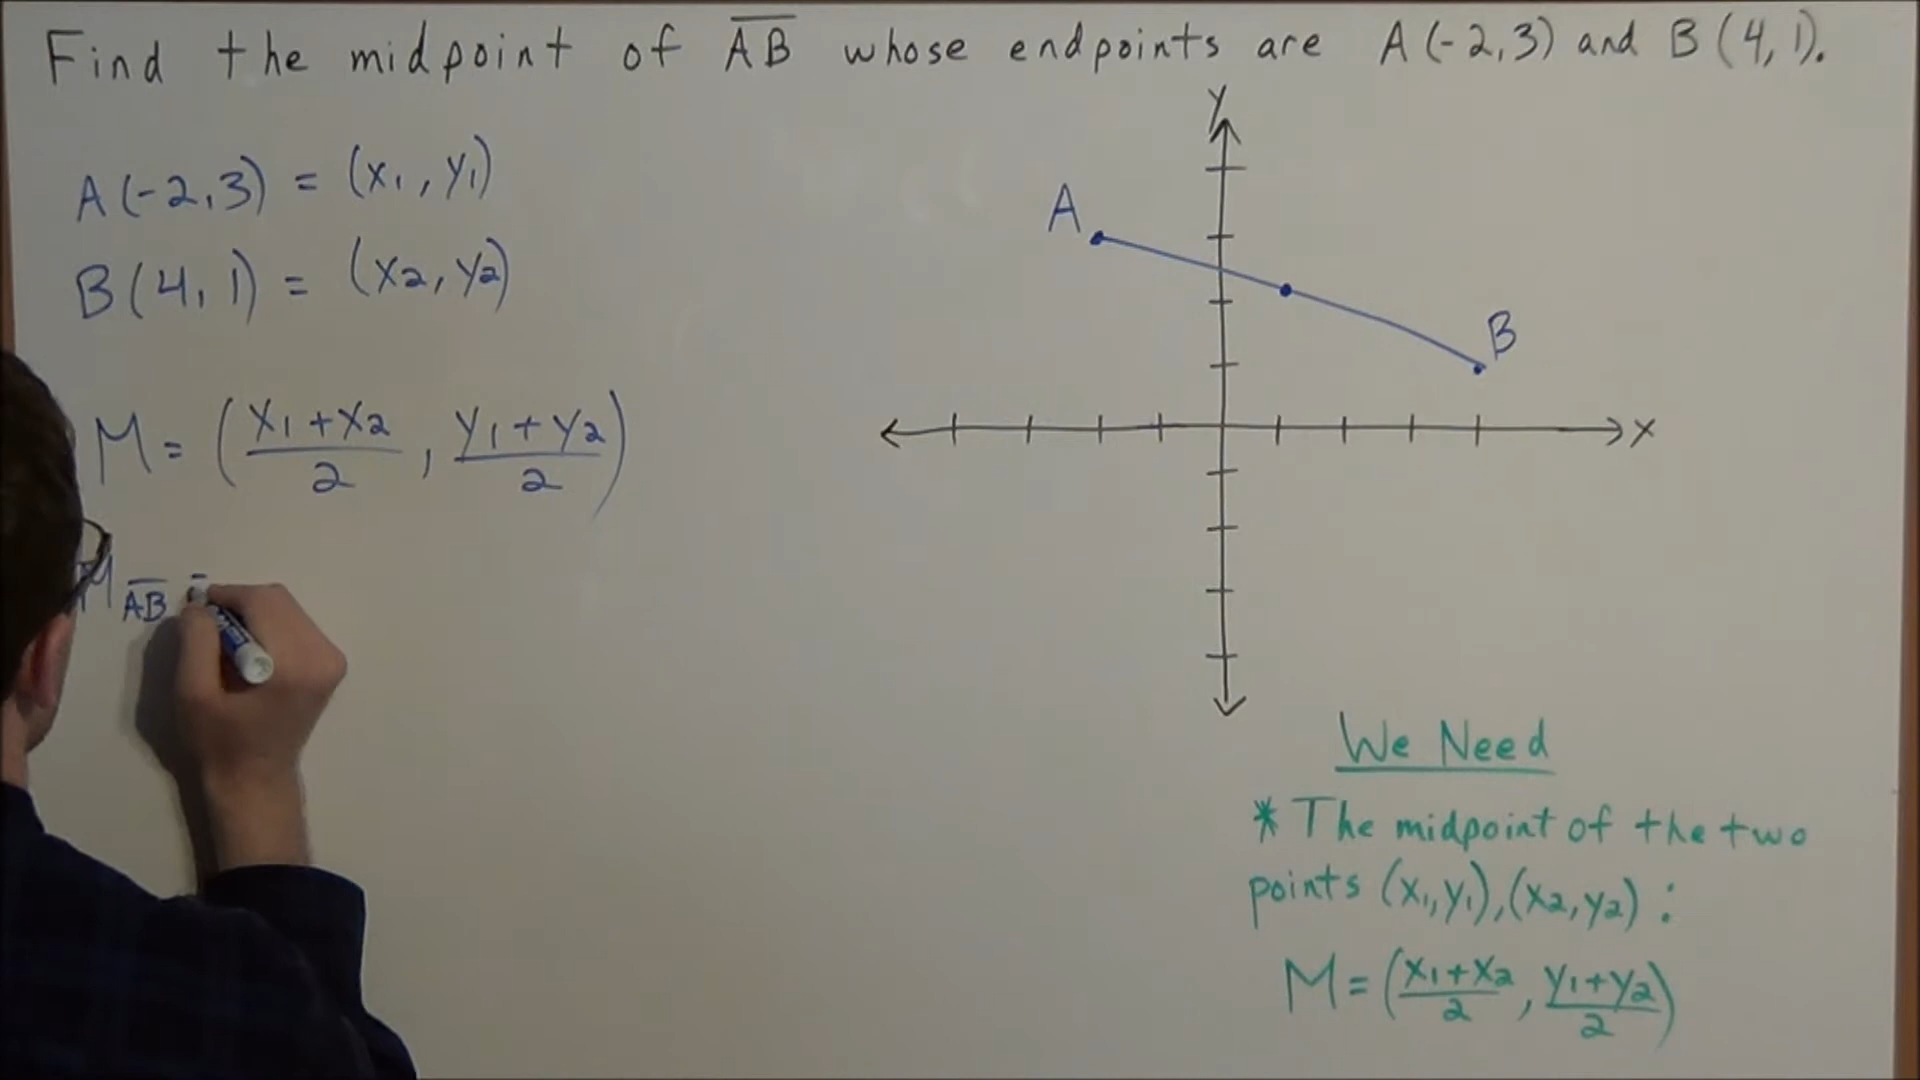 Find the midpoint of A̅B̅ whose endpoints are A(-2,3) and B(4,1).
A(-2,3) = (x₁, y₁)
B(4,1) = (x₂, y₂)
M = ((x₁+x₂)/2, (y₁+y₂)/2)
M A̅B̅ =
y
A
B
x
We Need
* The midpoint of the two
points (x₁,y₁),(x₂,y₂):
M = ((x₁+x₂)/2, (y₁+y₂)/2)